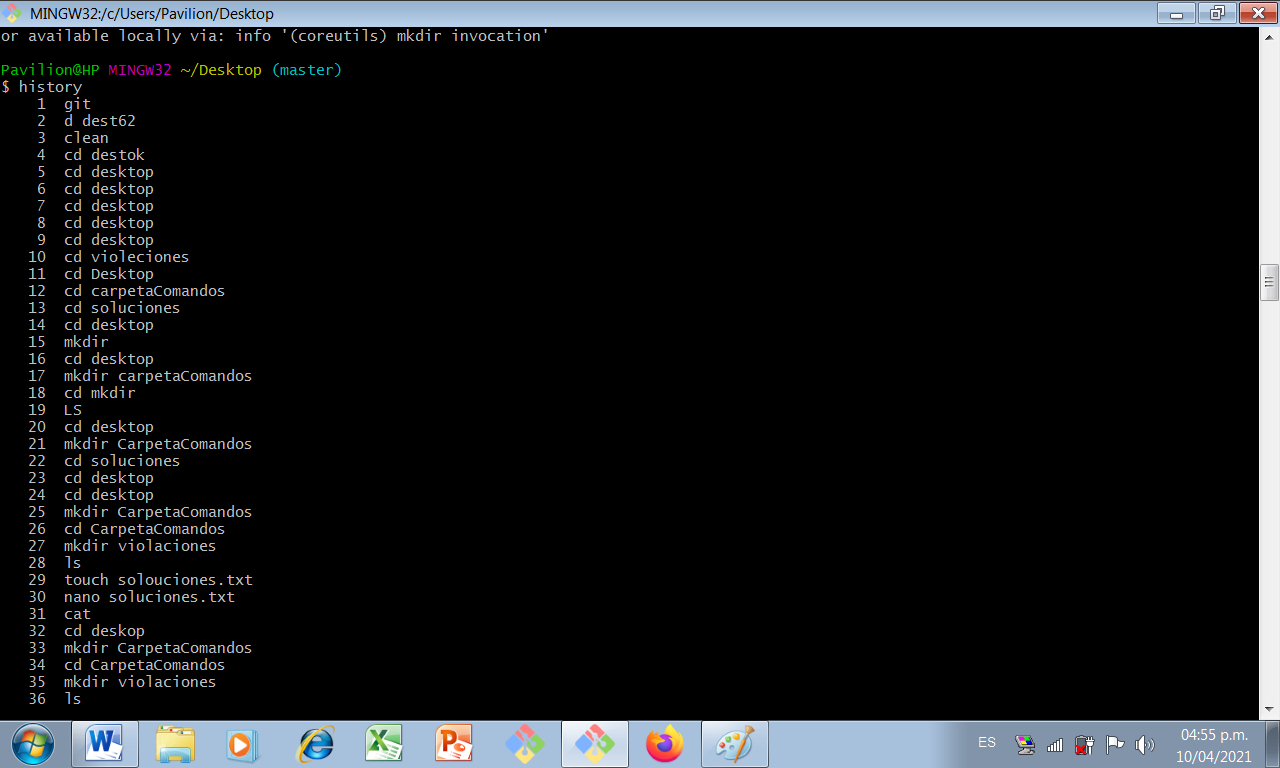 MINGW32:/c/Users/Pavilion/Desktop
or available locally via: info '(coreutils) mkdir invocation'
Pavilion@HP MINGW32 ~/Desktop (master)
$ history
1 git
2 d dest62
3 clean
4 cd destok
5 cd desktop
6 cd desktop
7 cd desktop
8 cd desktop
9 cd desktop
10 cd violeciones
11 cd Desktop
12 cd carpetaComandos
13 cd soluciones
14 cd desktop
15 mkdir
16 cd desktop
17 mkdir carpetaComandos
18 cd mkdir
19 LS
20 cd desktop
21 mkdir CarpetaComandos
22 cd soluciones
23 cd desktop
24 cd desktop
25 mkdir CarpetaComandos
26 cd CarpetaComandos
27 mkdir violaciones
28 ls
29 touch solouciones.txt
30 nano soluciones.txt
31 cat
32 cd deskop
33 mkdir CarpetaComandos
34 cd CarpetaComandos
35 mkdir violaciones
36 ls
ES
04:55 p.m.
10/04/2021